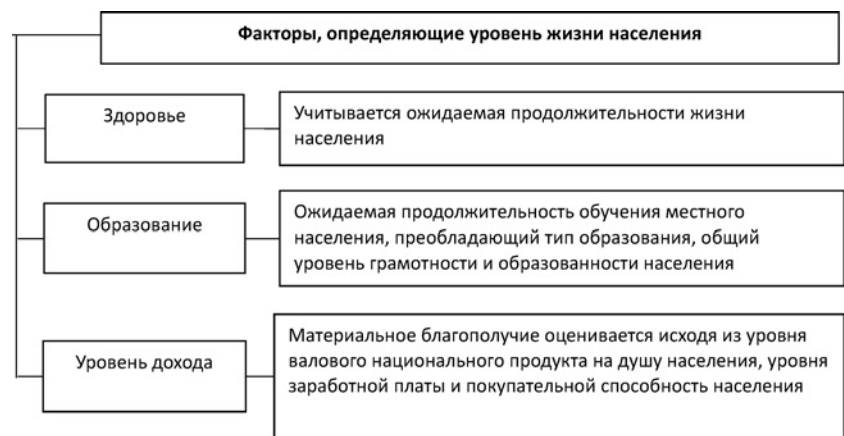 Факторы, определяющие уровень жизни населения
Здоровье
Учитывается ожидаемая продолжительности жизни
населения
Образование
Ожидаемая продолжительность обучения местного
населения, преобладающий тип образования, общий
уровень грамотности и образованности населения
Уровень дохода
Материальное благополучие оценивается исходя из уровня
валового национального продукта на душу населения, уровня
заработной платы и покупательной способность населения